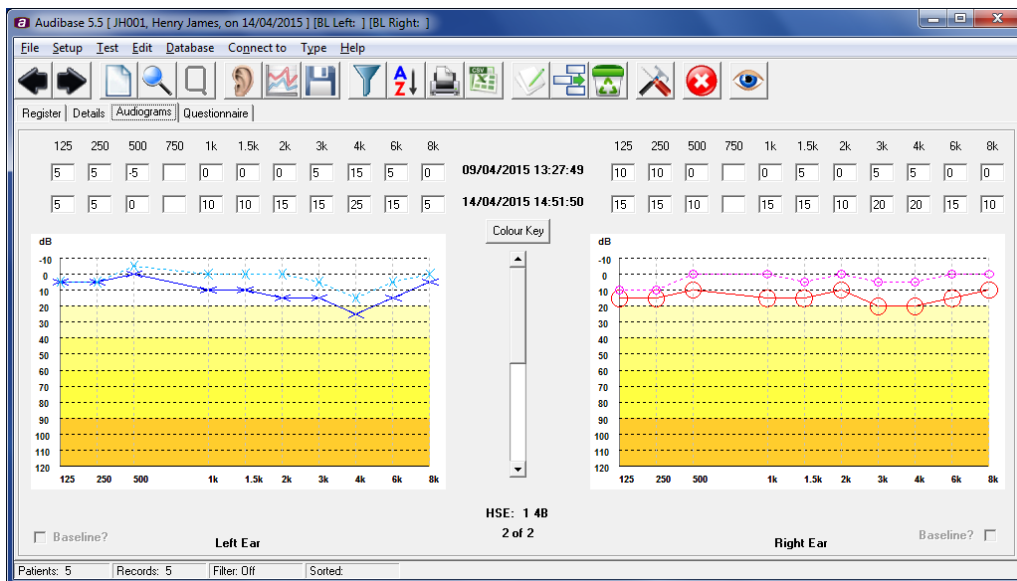 Audibase 5.5 [ JH001, Henry James, on 14/04/2015 ] [BL Left: ] [BL Right: ]
File Setup Test Edit Database Connect to Type Help
A Z CSV
Register Details Audiograms Questionnaire
125 250 500 750 1k 1.5k 2k 3k 4k 6k 8k 125 250 500 750 1k 1.5k 2k 3k 4k 6k 8k
5 5 -5 0 0 0 5 15 5 0 09/04/2015 13:27:49 10 10 0 0 5 0 5 5 0 0
5 5 0 10 10 15 15 25 15 5 14/04/2015 14:51:50 15 15 10 15 15 10 20 20 15 10
Colour Key
dB
-10
0
10
20
30
40
50
60
70
80
90
100
110
120
125 250 500 1k 1.5k 2k 3k 4k 6k 8k
dB
-10
0
10
20
30
40
50
60
70
80
90
100
110
120
125 250 500 1k 1.5k 2k 3k 4k 6k 8k
HSE: 1 4B
2 of 2
Baseline? Left Ear Right Ear Baseline?
Patients: 5 Records: 5 Filter: Off Sorted: